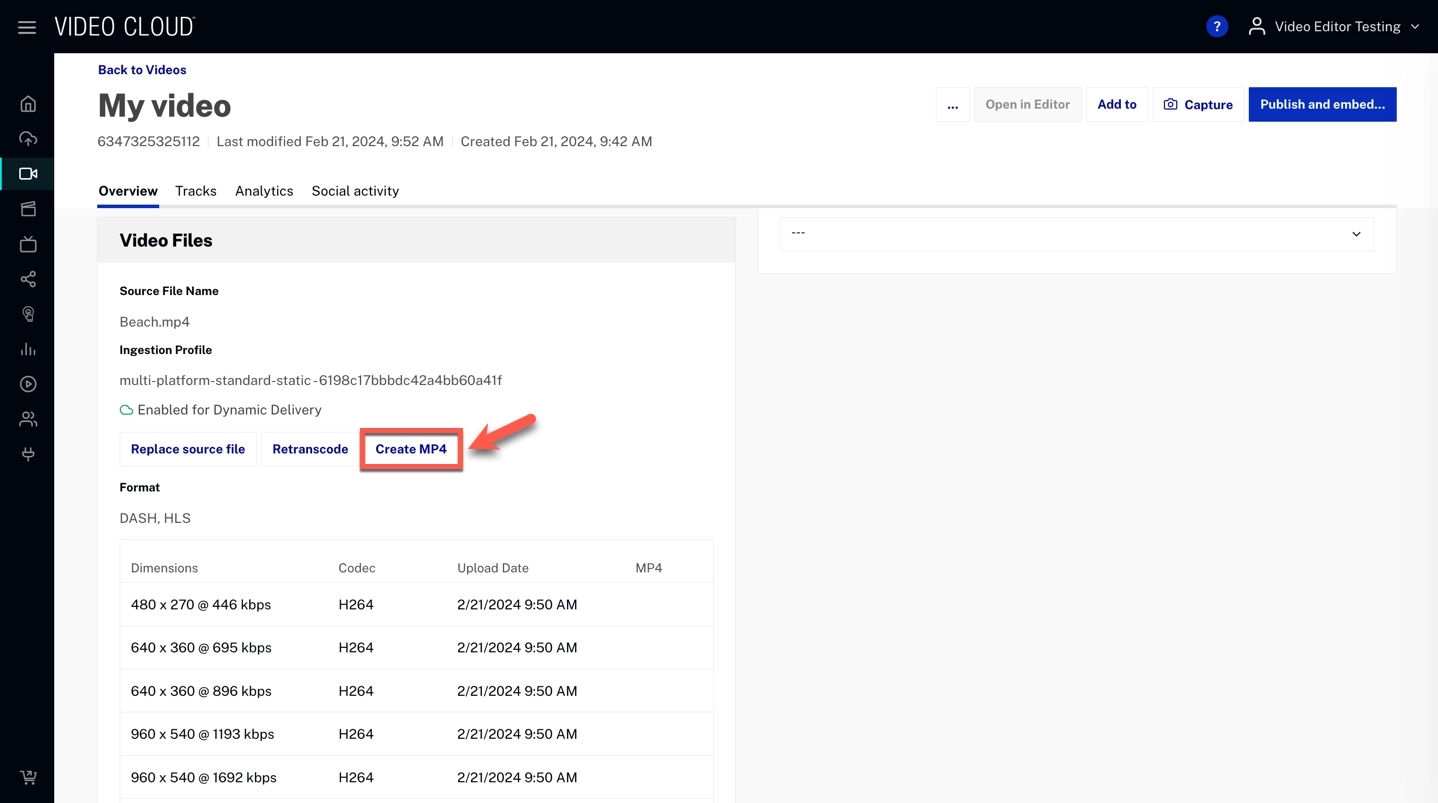 VIDEO CLOUD
? Video Editor Testing
Back to Videos
My video
... Open in Editor Add to Capture Publish and embed...
6347325325112 Last modified Feb 21, 2024, 9:52 AM Created Feb 21, 2024, 9:42 AM
Overview Tracks Analytics Social activity
Video Files
---
Source File Name
Beach.mp4
Ingestion Profile
multi-platform-standard-static - 6198c17bbbdc42a4bb60a41f
Enabled for Dynamic Delivery
Replace source file Retranscode Create MP4
Format
DASH, HLS
Dimensions Codec Upload Date MP4
480 x 270 @ 446 kbps H264 2/21/2024 9:50 AM
640 x 360 @ 695 kbps H264 2/21/2024 9:50 AM
640 x 360 @ 896 kbps H264 2/21/2024 9:50 AM
960 x 540 @ 1193 kbps H264 2/21/2024 9:50 AM
960 x 540 @ 1692 kbps H264 2/21/2024 9:50 AM